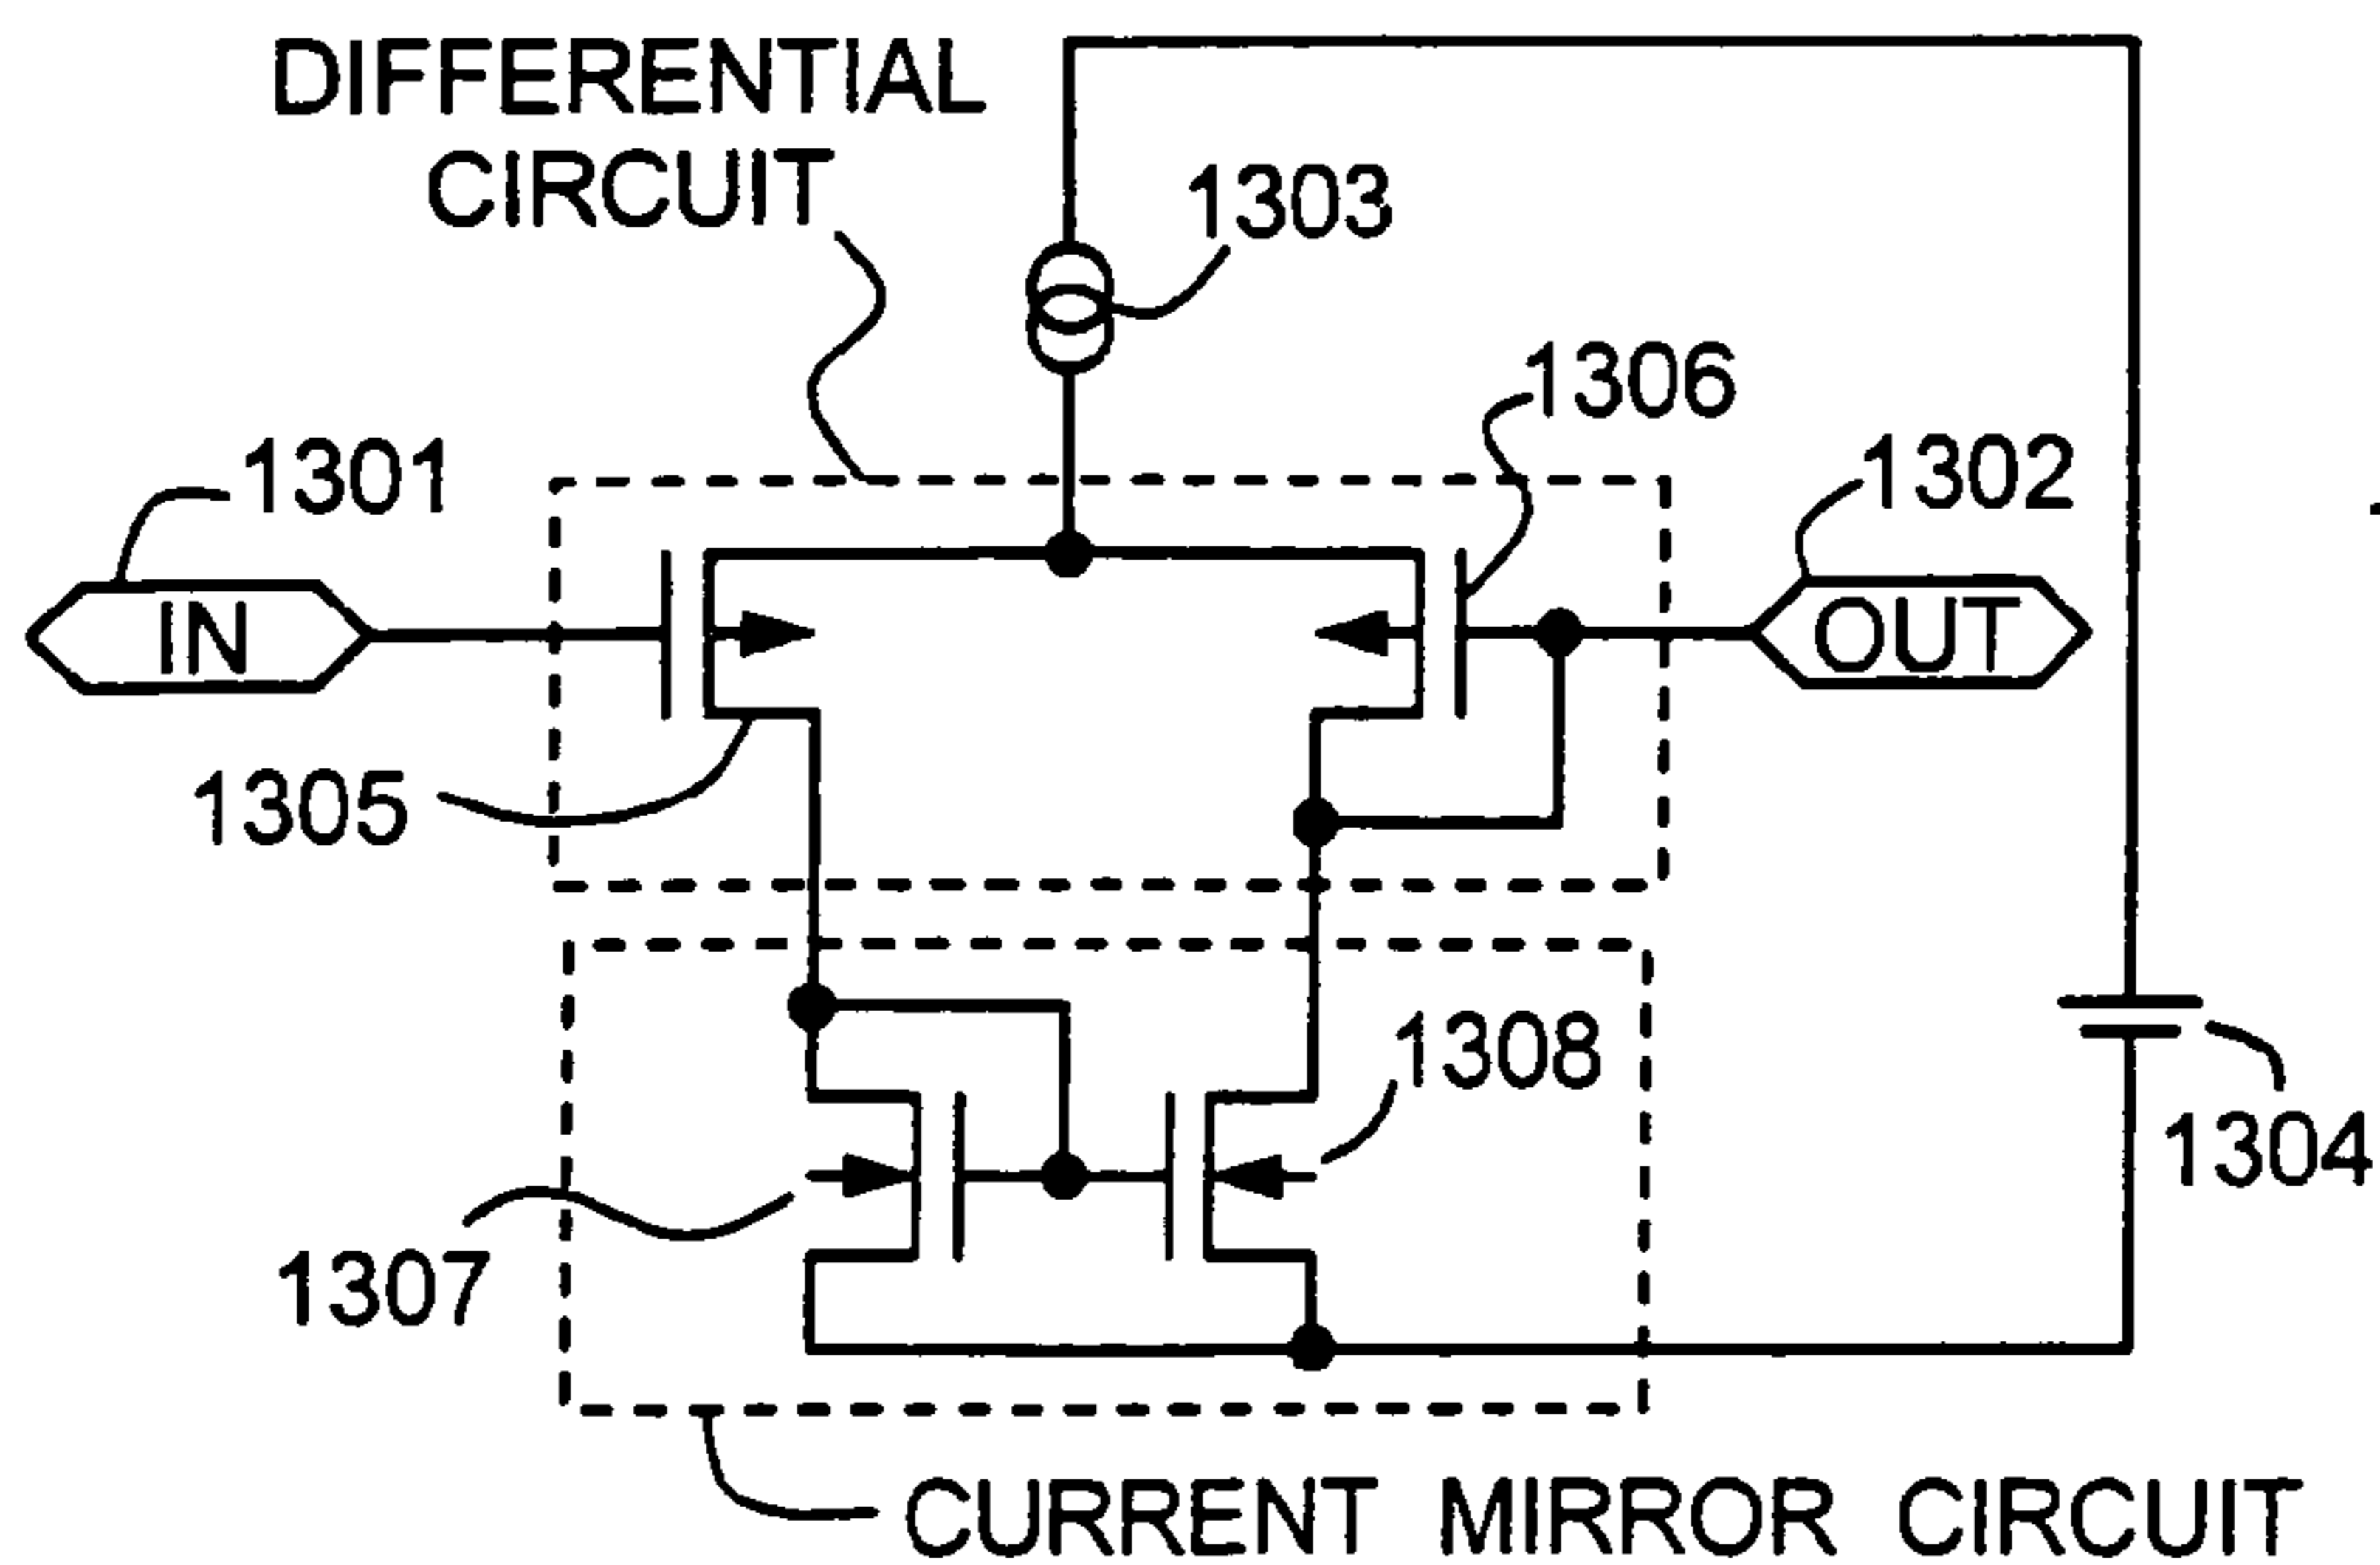 DIFFERENTIAL
CIRCUIT
1303
1306
1301
1302
IN
OUT
1305
1308
1304
1307
CURRENT MIRROR CIRCUIT